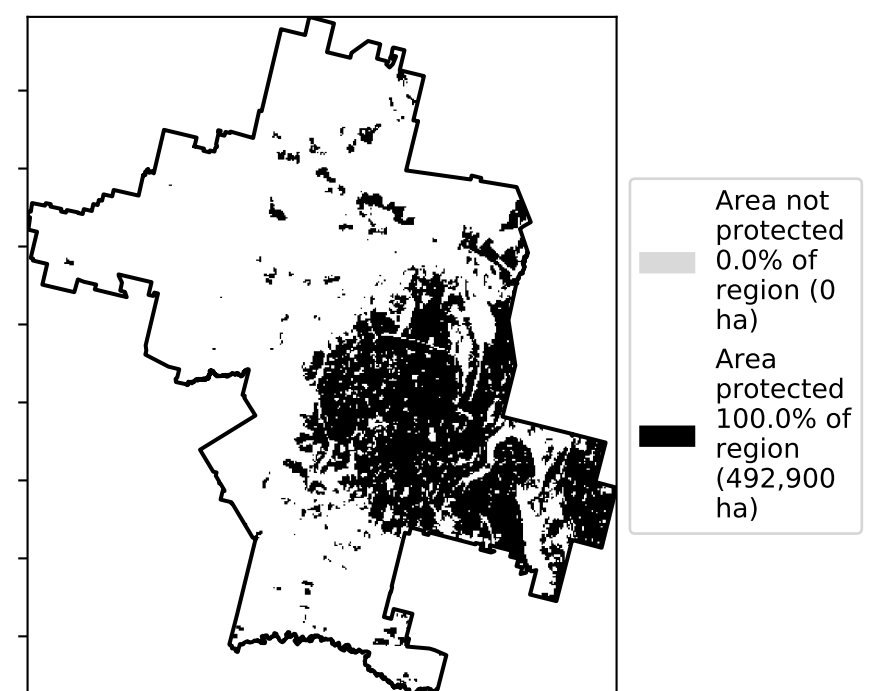 Area not
protected
0.0% of
region (0
ha)
Area
protected
100.0% of
region
(492,900
ha)